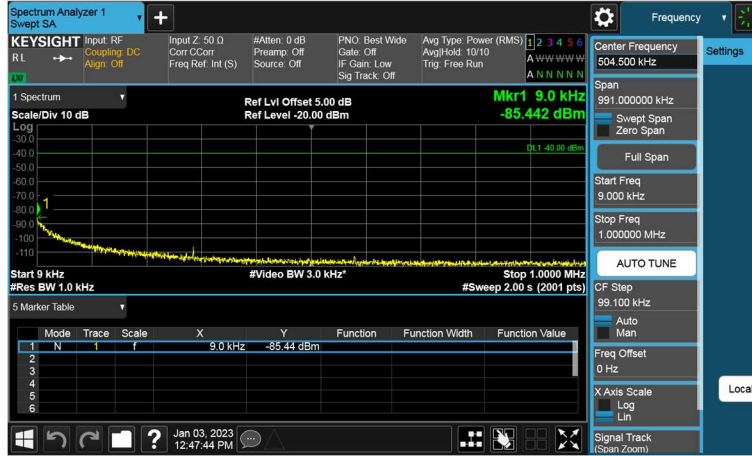 Spectrum Analyzer 1
Swept SA
Frequency
KEYSIGHT
RL
LXI
Input: RF
Coupling: DC
Align: Off
Input Z: 50 Ω
Corr CCorr
Freq Ref: Int (S)
#Atten: 0 dB
Preamp: Off
Source: Off
PNO: Best Wide
Gate: Off
IF Gain: Low
Sig Track: Off
Avg Type: Power (RMS)
Avg|Hold: 10/10
Trig: Free Run
1 2 3 4 5 6
A W W W W W
A N N N N N
Center Frequency
504.500 kHz
Settings
Span
991.000000 kHz
Swept Span
Zero Span
Full Span
Start Freq
9.000 kHz
Stop Freq
1.000000 MHz
AUTO TUNE
CF Step
99.100 kHz
Auto
Man
Freq Offset
0 Hz
X Axis Scale
Log
Lin
Local
Signal Track
(Span Zoom)
1 Spectrum
Scale/Div 10 dB
Ref Lvl Offset 5.00 dB
Ref Level -20.00 dBm
Mkr1 9.0 kHz
-85.442 dBm
Log
-30.0
-40.0
-50.0
-60.0
-70.0
-80.0
-90.0
-100
-110
DL1 -40.00 dBm
1
Start 9 kHz
#Res BW 1.0 kHz
#Video BW 3.0 kHz*
Stop 1.0000 MHz
#Sweep 2.00 s (2001 pts)
5 Marker Table
Mode Trace Scale X Y Function Function Width Function Value
1 N 1 f 9.0 kHz -85.44 dBm
2
3
4
5
6
Jan 03, 2023
12:47:44 PM